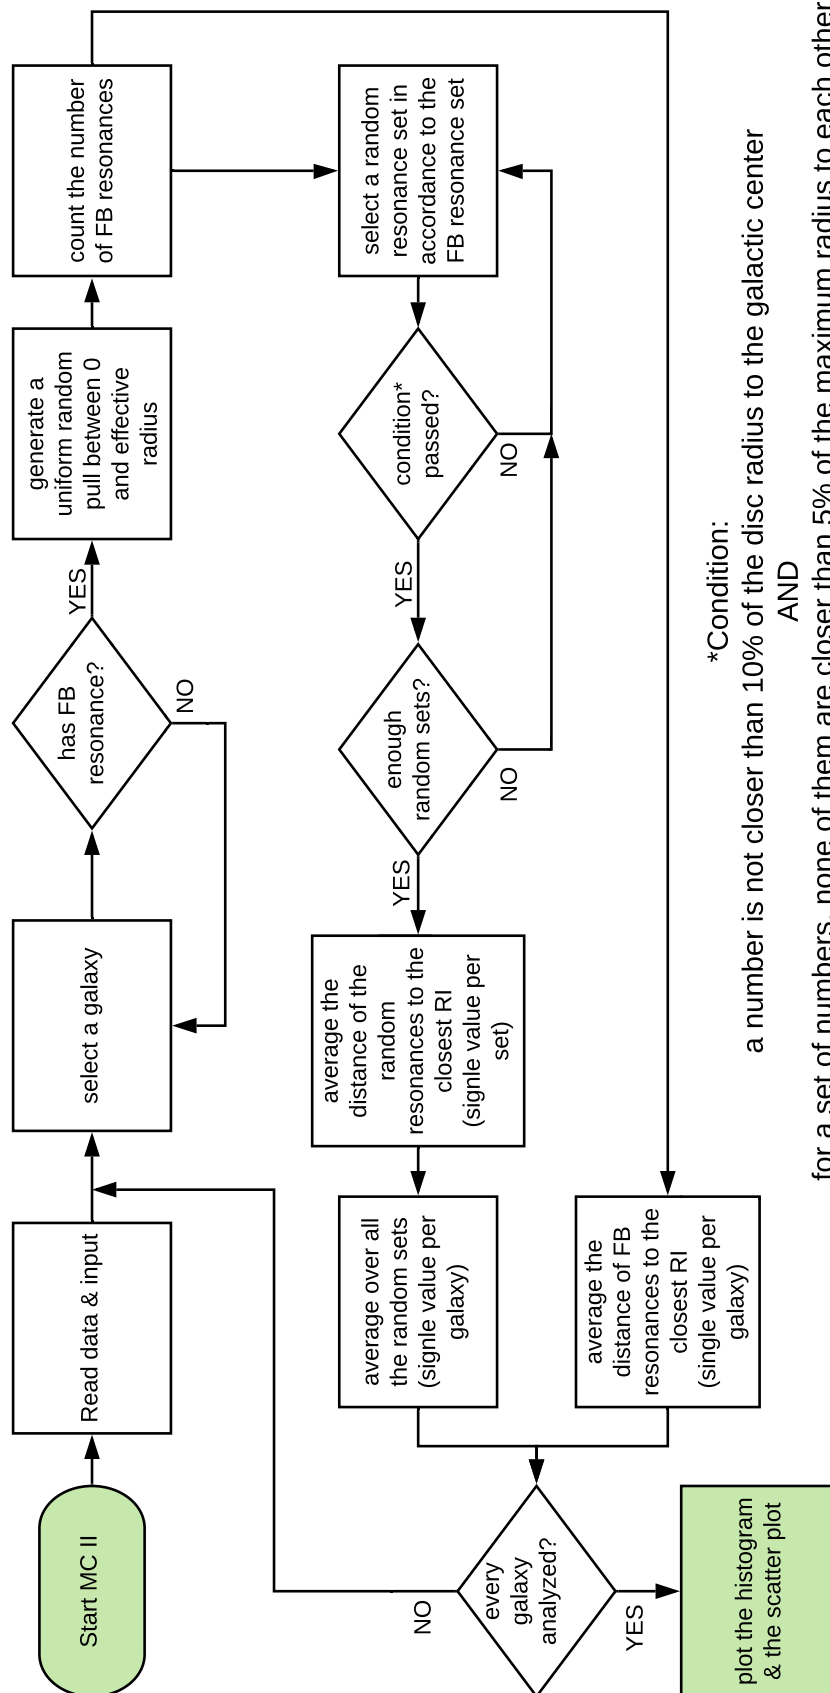 Start MC II
Read data & input
select a galaxy
has FB
resonance?
YES
NO
generate a
uniform random
pull between 0
and effective
radius
count the number
of FB resonances
select a random
resonance set in
accordance to the
FB resonance set
condition*
passed?
NO
YES
enough
random sets?
NO
YES
average the
distance of the
random
resonances to the
closest RI
(signle value per
set)
average over all
the random sets
(signle value per
galaxy)
average the
distance of FB
resonances to the
closest RI
(single value per
galaxy)
every
galaxy
analyzed?
NO
YES
plot the histogram
& the scatter plot
*Condition:
a number is not closer than 10% of the disc radius to the galactic center
AND
for a set of numbers, none of them are closer than 5% of the maximum radius to each other